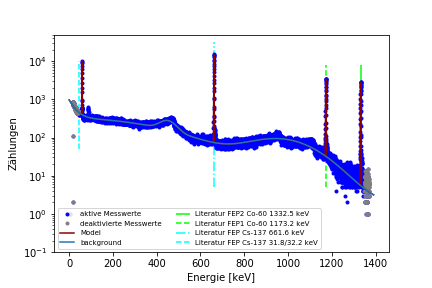 Zählungen
10⁴
10³
10²
10¹
10⁰
10⁻¹
0 200 400 600 800 1000 1200 1400
Energie [keV]
aktive Messwerte
deaktivierte Messwerte
Model
background
Literatur FEP2 Co-60 1332.5 keV
Literatur FEP1 Co-60 1173.2 keV
Literatur FEP Cs-137 661.6 keV
Literatur FEP Cs-137 31.8/32.2 keV